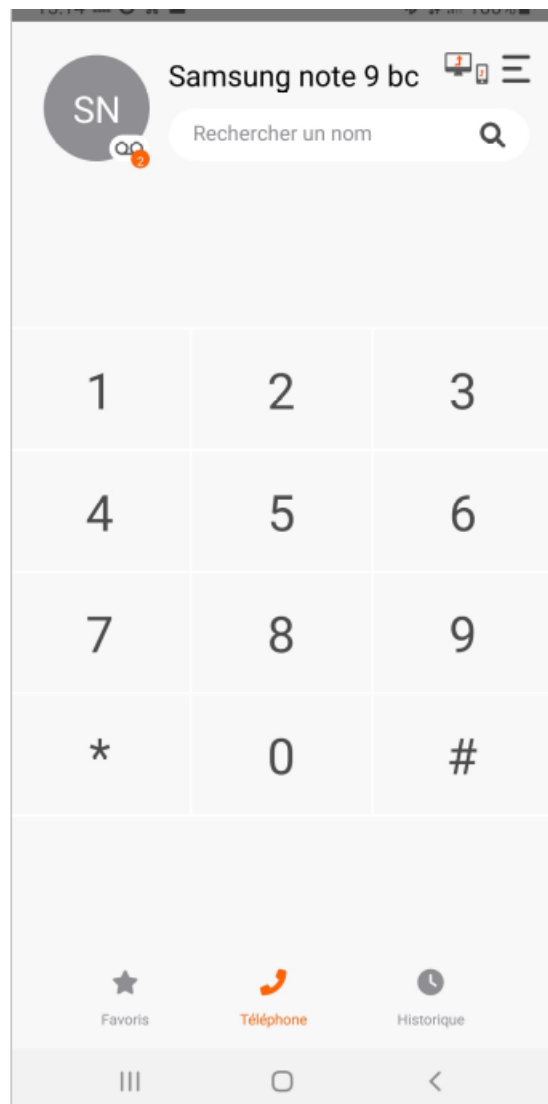 Samsung note 9 bc
SN
2
Rechercher un nom
1 2 3
4 5 6
7 8 9
* 0 #
Favoris Téléphone Historique